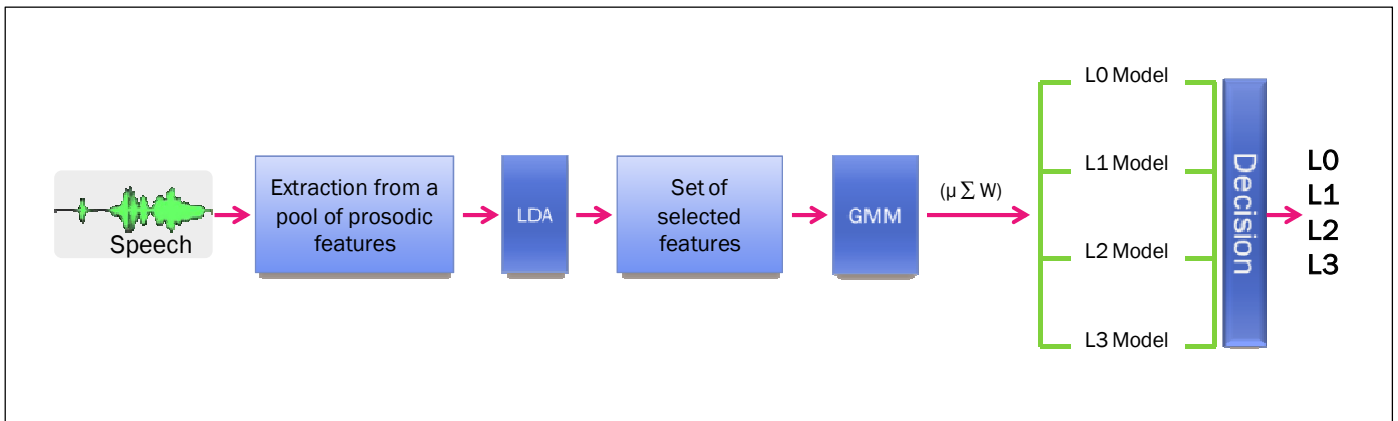 Speech
Extraction from a
pool of prosodic
features
LDA
Set of
selected
features
GMM
(µ ∑ W)
L0 Model
L1 Model
L2 Model
L3 Model
Decision
L0
L1
L2
L3